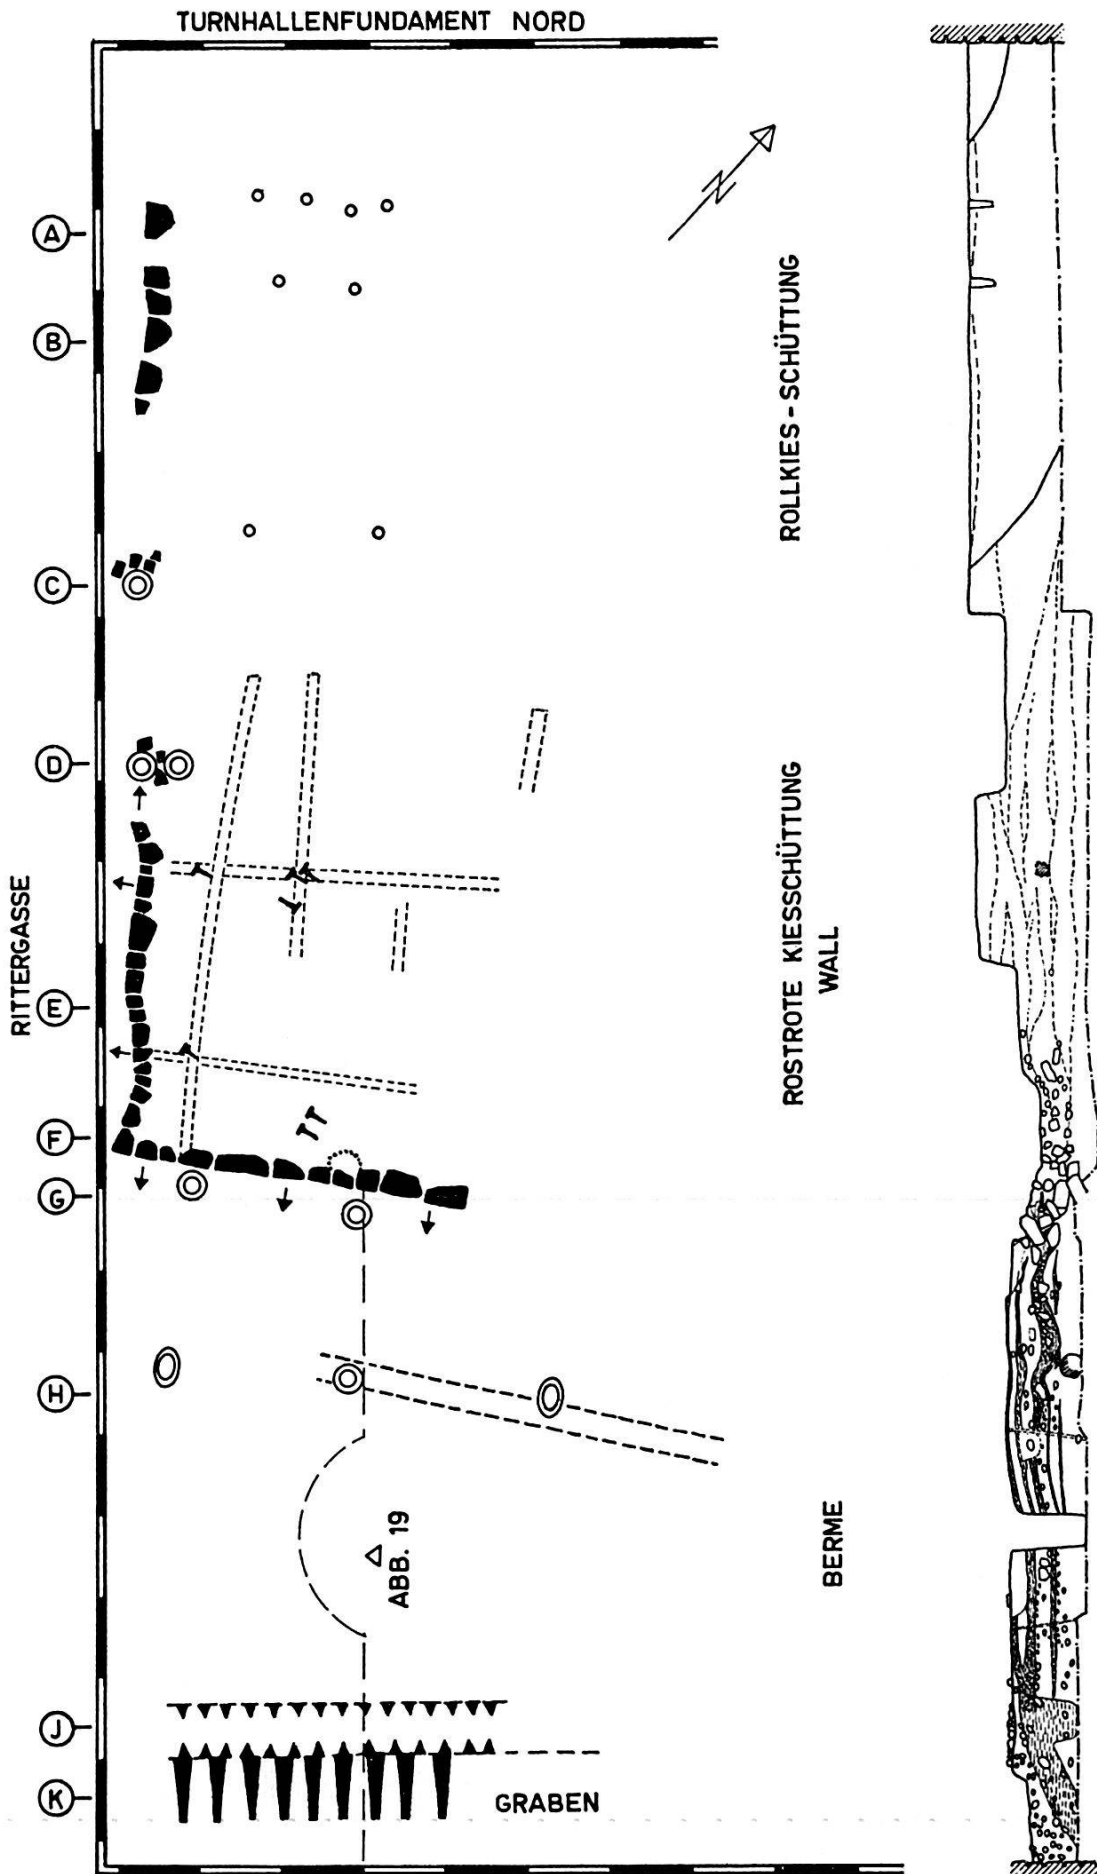 TURNHALLENFUNDAMENT NORD
A
B
C
D
E
F
G
H
J
K
RITTERGASSE
N
ROLLKIES-SCHÜTTUNG
ROSTROTE KIESSCHÜTTUNG
WALL
BERME
ABB. 19
GRABEN